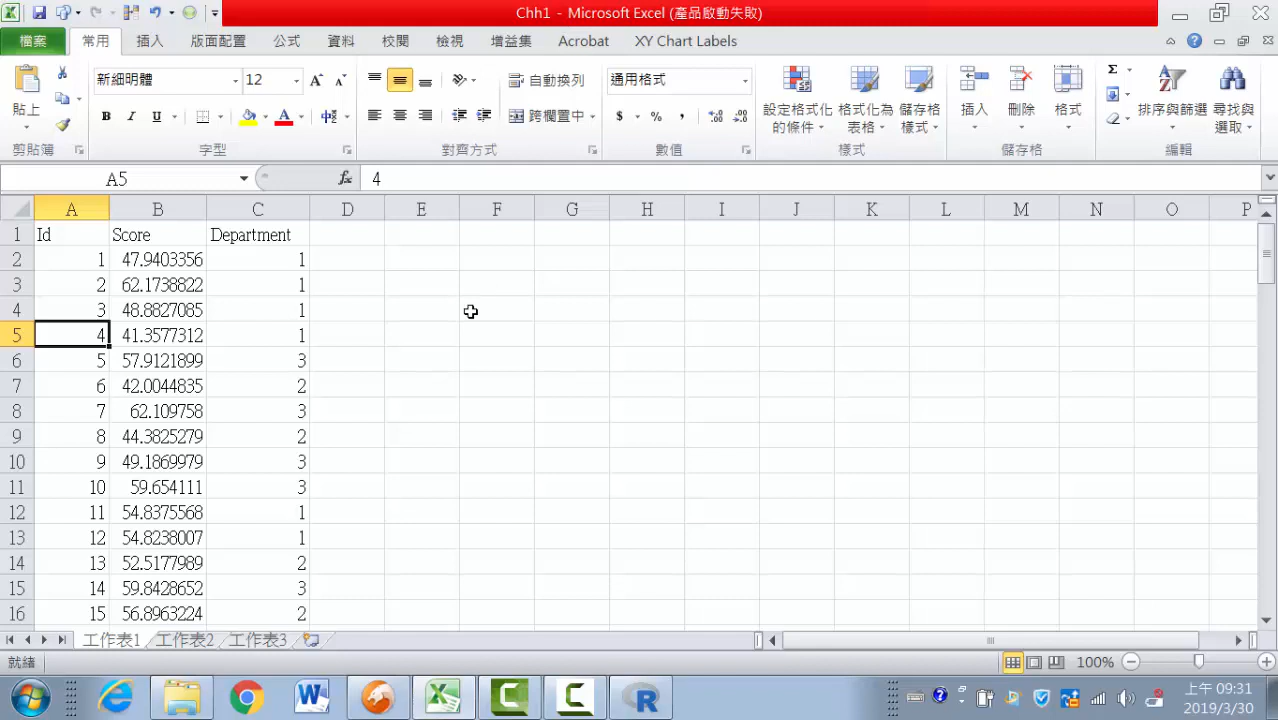 Chh1 - Microsoft Excel (產品啟動失敗)
檔案 常用 插入 版面配置 公式 資料 校閱 檢視 增益集 Acrobat XY Chart Labels
新細明體 12 自動換列 通用格式
貼上 B I U 中 跨欄置中 $ % , 設定格式化的條件 格式化為表格 儲存格樣式 插入 刪除 格式 Σ 排序與篩選 尋找與選取
剪貼簿 字型 對齊方式 數值 樣式 儲存格 編輯
A5 fx 4
A B C D E F G H I J K L M N O P
1 Id Score Department
2 1 47.9403356 1
3 2 62.1738822 1
4 3 48.8827085 1
5 4 41.3577312 1
6 5 57.9121899 3
7 6 42.0044835 2
8 7 62.109758 3
9 8 44.3825279 2
10 9 49.1869979 3
11 10 59.654111 3
12 11 54.8375568 1
13 12 54.8238007 1
14 13 52.5177989 2
15 14 59.8428652 3
16 15 56.8963224 2
工作表1 工作表2 工作表3
就緒 100%
上午 09:31
2019/3/30